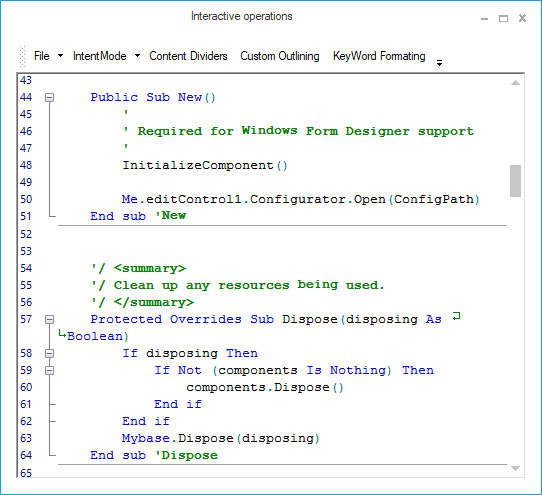 Interactive operations
File IntentMode Content Dividers Custom Outlining KeyWord Formating
43
44 Public Sub New()
45 '
46 ' Required for Windows Form Designer support
47 '
48 InitializeComponent()
49
50 Me.editControl1.Configurator.Open(ConfigPath)
51 End sub 'New
52
53
54 '/ <summary>
55 '/ Clean up any resources being used.
56 '/ </summary>
57 Protected Overrides Sub Dispose(disposing As
Boolean)
58 If disposing Then
59 If Not (components Is Nothing) Then
60 components.Dispose()
61 End if
62 End if
63 Mybase.Dispose(disposing)
64 End sub 'Dispose
65